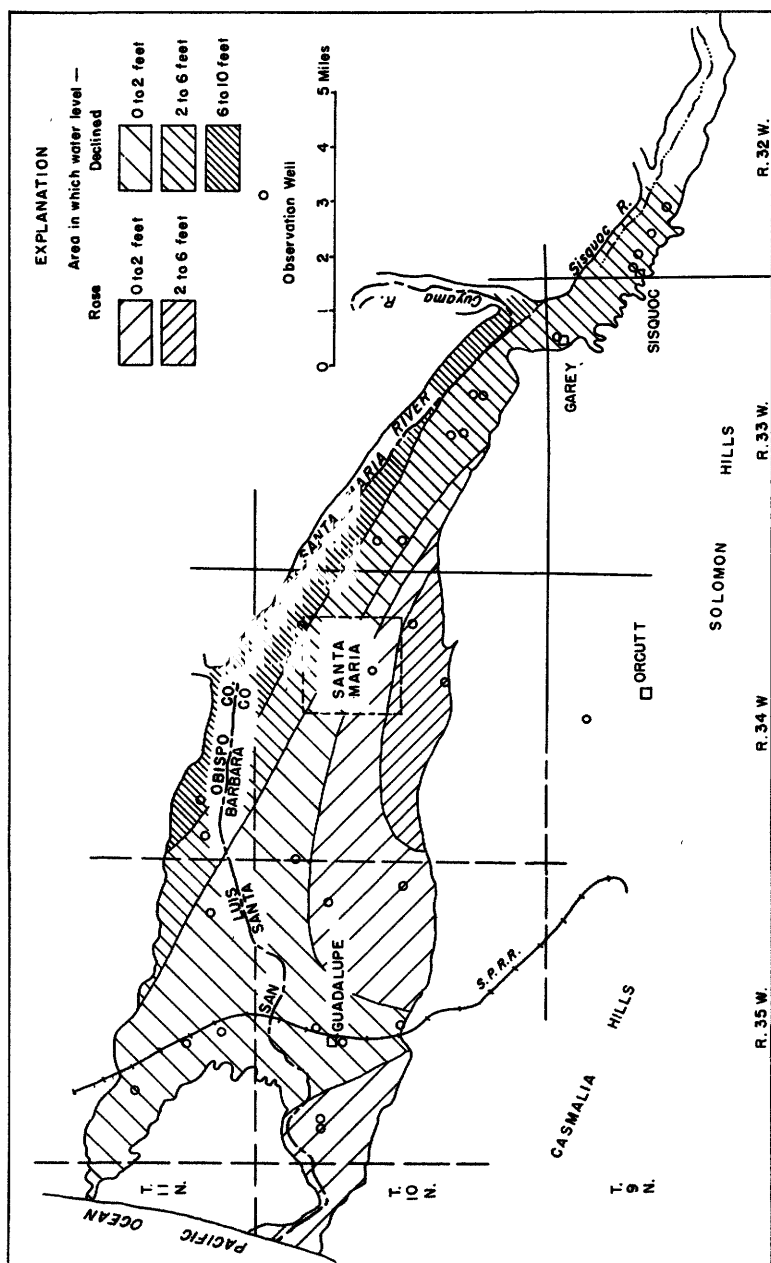 EXPLANATION
Area in which water level —
Rose
Declined
0 to 2 feet
0 to 2 feet
2 to 6 feet
2 to 6 feet
6 to 10 feet
Observation Well
0 1 2 3 4 5 Miles
Cuyama
R.
Sisquoc R.
SANTA MARIA RIVER
SAN LUIS OBISPO CO.
SANTA BARBARA CO
SANTA
MARIA
GUADALUPE
GAREY
SISQUOC
ORCUTT
SOLOMON HILLS
CASMALIA HILLS
S.P.R.R.
PACIFIC
OCEAN
T.
11
N.
T.
10
N.
T.
9
N.
R. 35 W.
R. 34 W
R. 33 W.
R. 32 W.